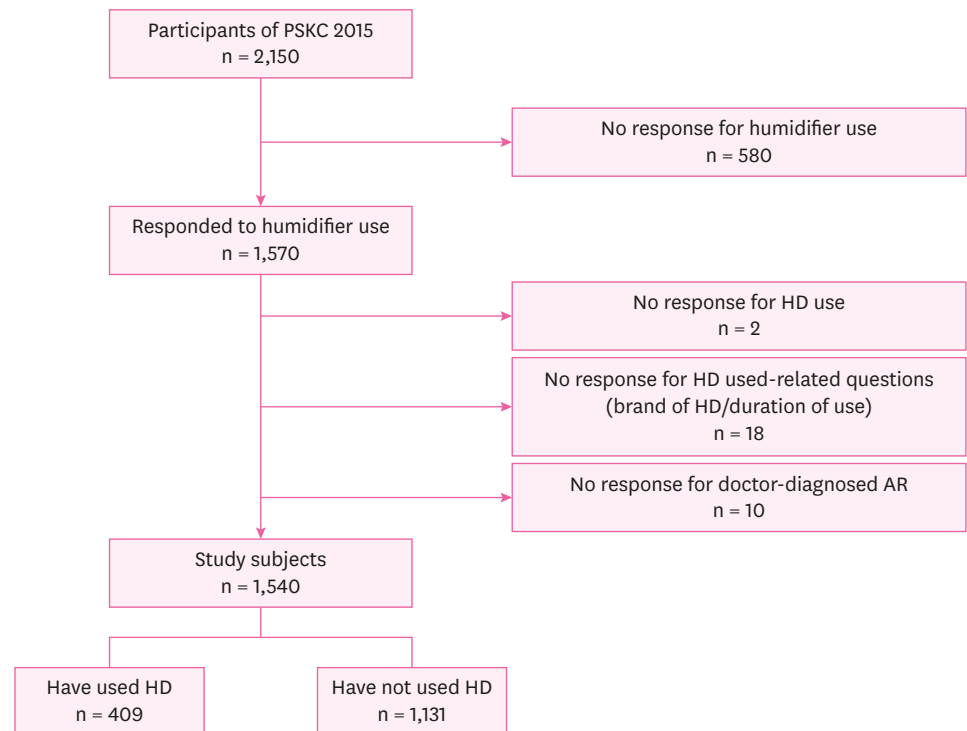 Participants of PSKC 2015
n = 2,150
No response for humidifier use
n = 580
Responded to humidifier use
n = 1,570
No response for HD use
n = 2
No response for HD used-related questions
(brand of HD/duration of use)
n = 18
No response for doctor-diagnosed AR
n = 10
Study subjects
n = 1,540
Have used HD
n = 409
Have not used HD
n = 1,131